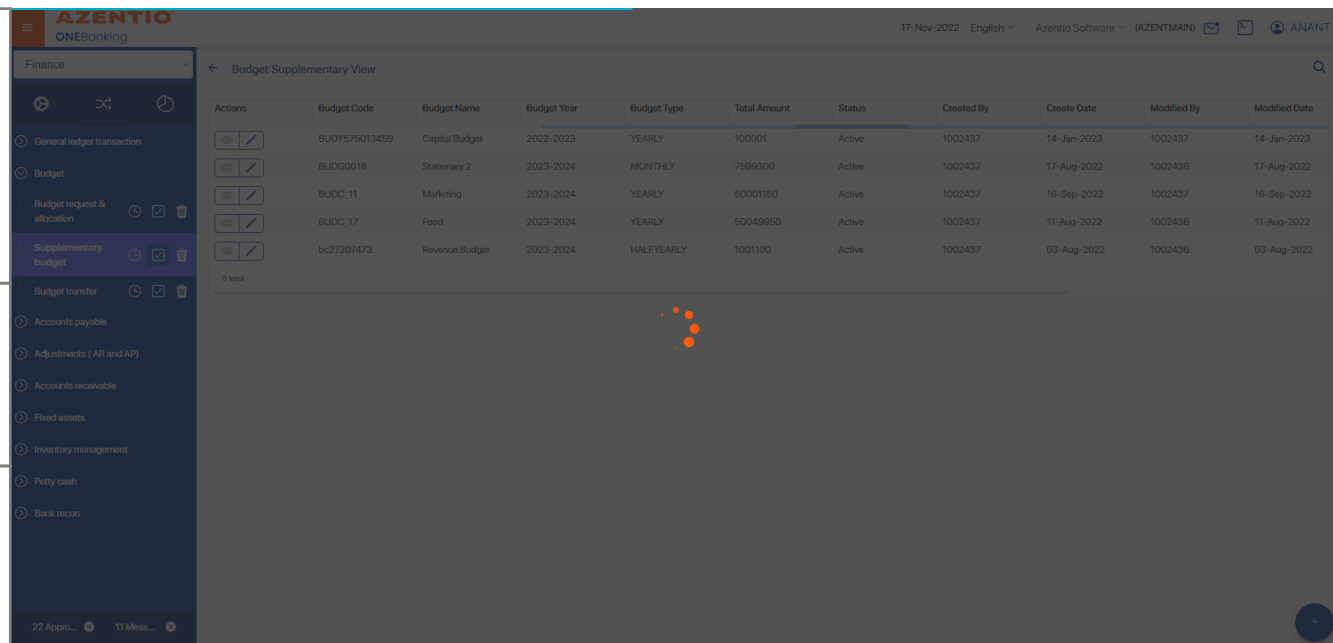 AZENTIO
ONEBanking
17-Nov-2022 English Azentio Software (AZENTMAIN) ANANT
Finance
Budget Supplementary View
Actions Budget Code Budget Name Budget Year Budget Type Total Amount Status Created By Create Date Modified By Modified Date
General ledger transaction
BUDY575013459 Capital Budget 2022-2023 YEARLY 100001 Active 1002437 14-Jan-2023 1002437 14-Jan-2023
Budget
BUDG0018 Stationary 2 2023-2024 MONTHLY 7599300 Active 1002437 17-Aug-2022 1002436 17-Aug-2022
Budget request &
allocation
BUDC_11 Markrting 2023-2024 YEARLY 50001150 Active 1002437 16-Sep-2022 1002437 16-Sep-2022
BUDC_17 Food 2023-2024 YEARLY 50049950 Active 1002437 11-Aug-2022 1002436 11-Aug-2022
Supplementary
budget
bc27207473 Revenue Budget 2023-2024 HALFYEARLY 1001100 Active 1002437 03-Aug-2022 1002436 03-Aug-2022
5 total
Budget transfer
Accounts payable
Adjustments ( AR and AP)
Accounts receivable
Fixed assets
Inventory management
Petty cash
Bank recon
22 Appro... 11 Mess...